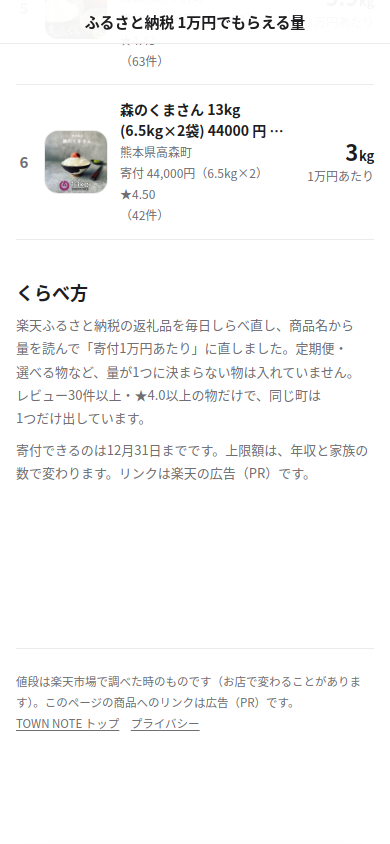 ふるさと納税 1万円でもらえる量
（63件）
6
森のくまさん 13kg
(6.5kg×2袋) 44000 円 …
熊本県高森町
寄付 44,000円（6.5kg×2）
★4.50
（42件）
3kg
1万円あたり
くらべ方
楽天ふるさと納税の返礼品を毎日しらべ直し、商品名から
量を読んで「寄付1万円あたり」に直しました。定期便・
選べる物など、量が1つに決まらない物は入れていません。
レビュー30件以上・★4.0以上の物だけで、同じ町は
1つだけ出しています。
寄付できるのは12月31日までです。上限額は、年収と家族の
数で変わります。リンクは楽天の広告（PR）です。
値段は楽天市場で調べた時のものです（お店で変わることがありま
す）。このページの商品へのリンクは広告（PR）です。
TOWN NOTE トップ プライバシー